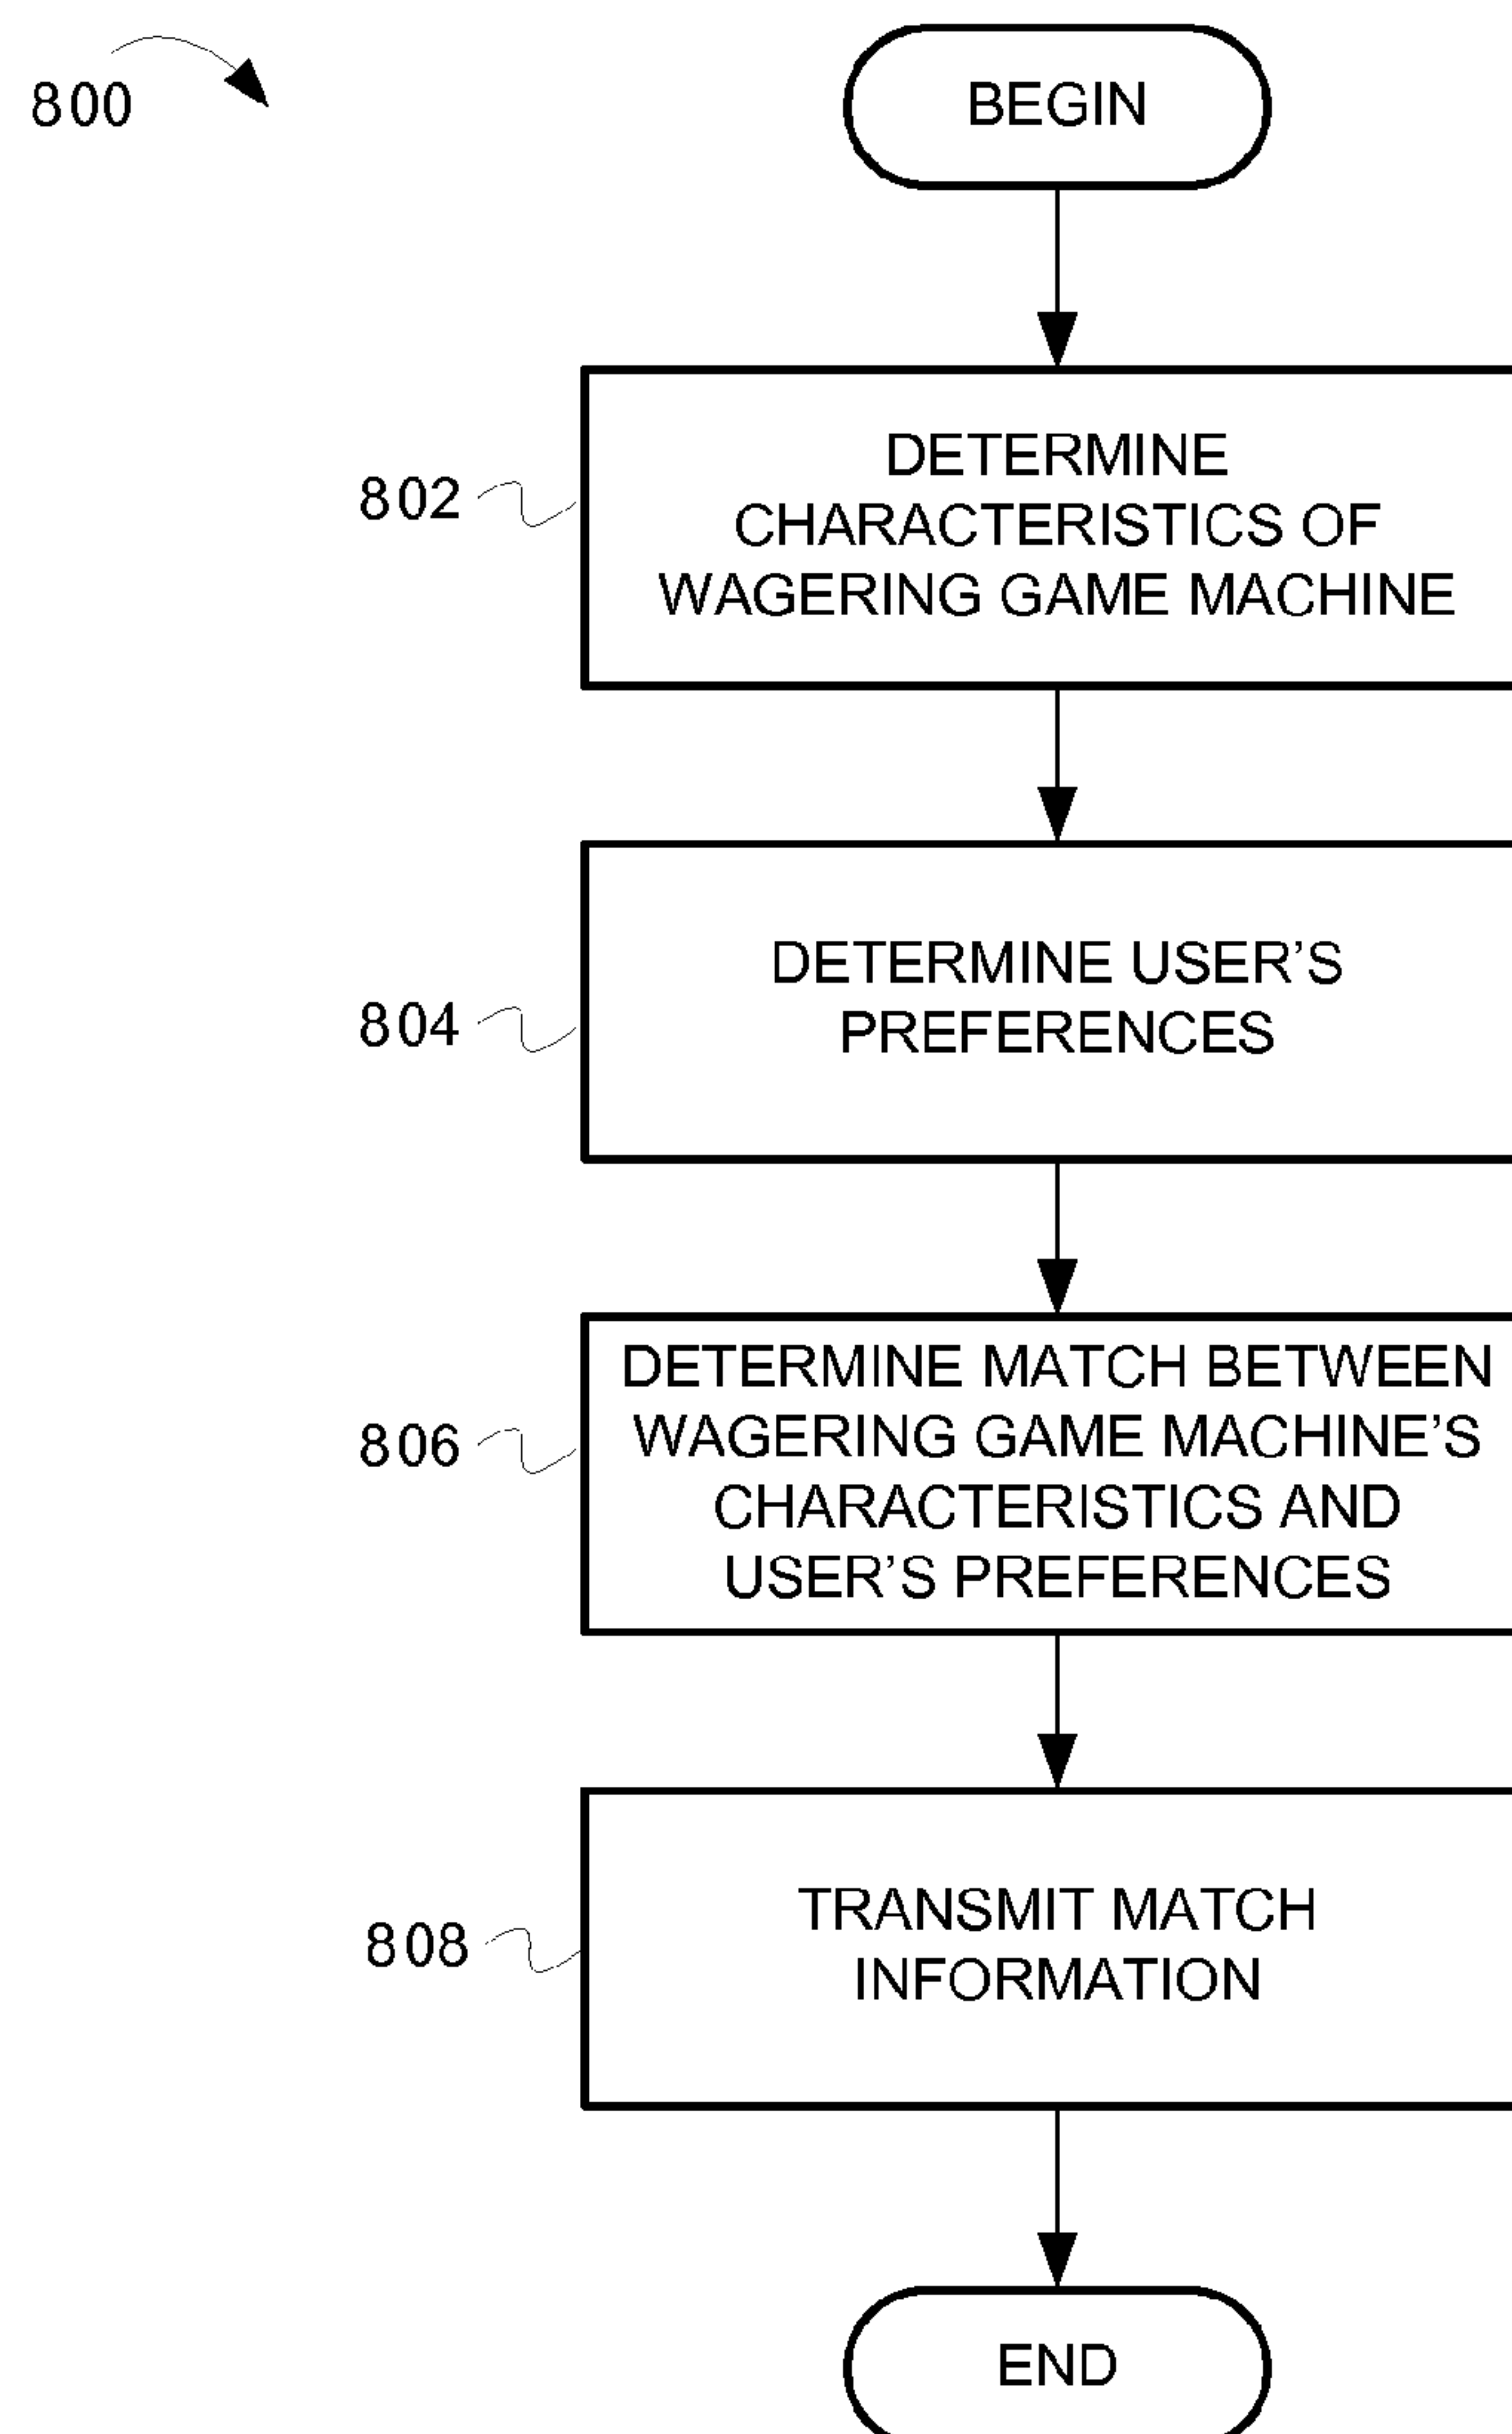 800
BEGIN
802
DETERMINE
CHARACTERISTICS OF
WAGERING GAME MACHINE
804
DETERMINE USER’S
PREFERENCES
806
DETERMINE MATCH BETWEEN
WAGERING GAME MACHINE’S
CHARACTERISTICS AND
USER’S PREFERENCES
808
TRANSMIT MATCH
INFORMATION
END